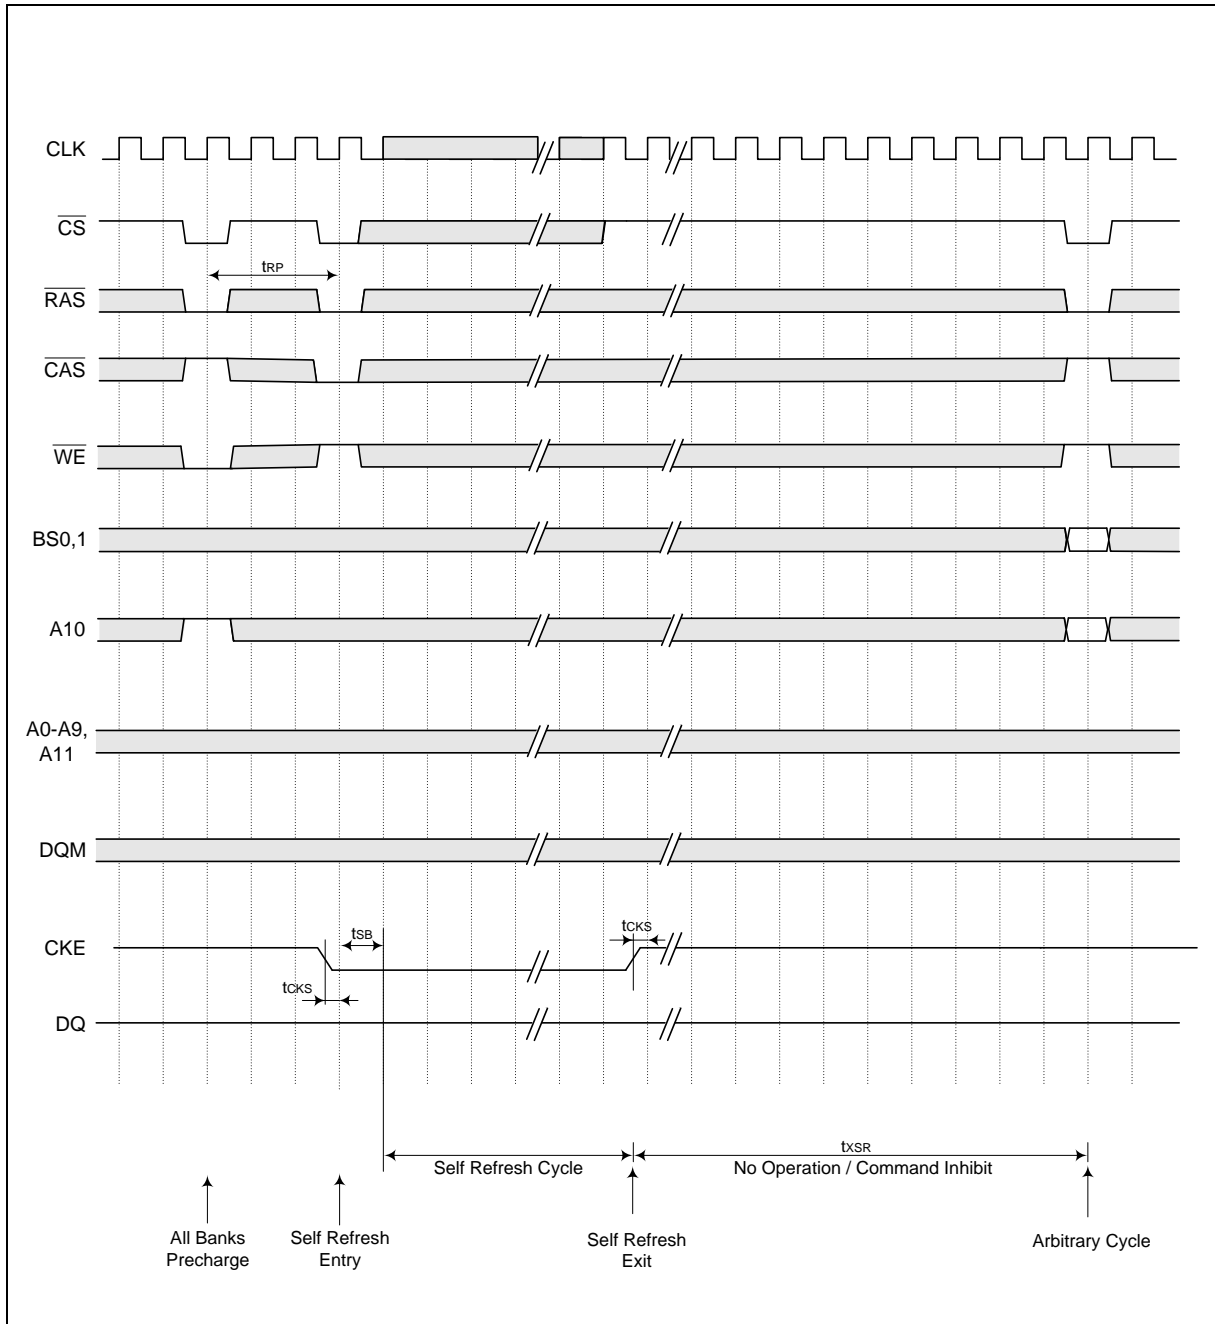 CLK
CS
tRP
RAS
CAS
WE
BS0,1
A10
A0-A9,
A11
DQM
tSB
tCKS
CKE
tCKS
DQ
tXSR
Self Refresh Cycle
No Operation / Command Inhibit
All Banks
Precharge
Self Refresh
Entry
Self Refresh
Exit
Arbitrary Cycle